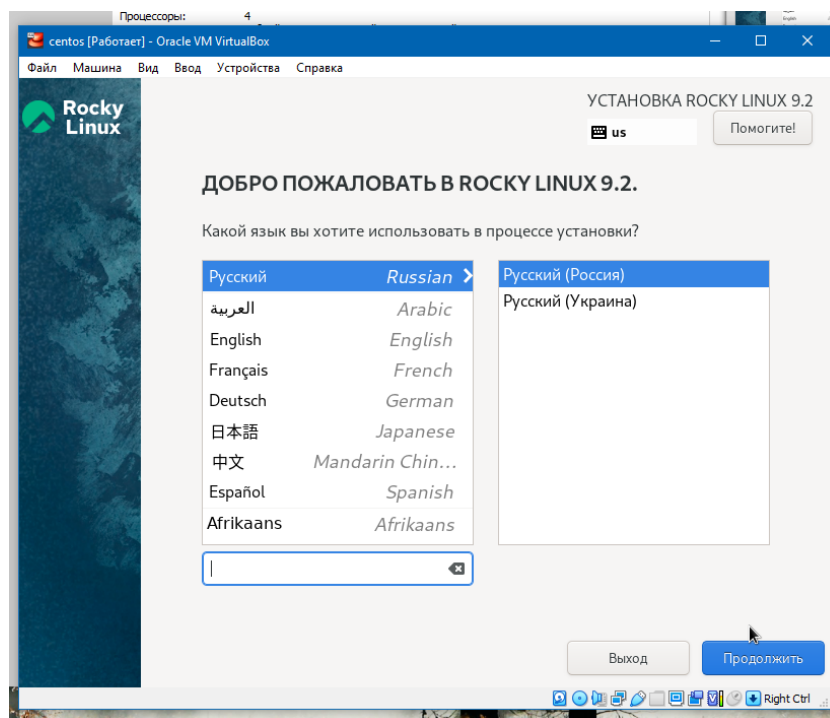 Процессоры: 4
centos [Работает] - Oracle VM VirtualBox
Файл Машина Вид Ввод Устройства Справка
Rocky
Linux
УСТАНОВКА ROCKY LINUX 9.2
us
Помогите!
ДОБРО ПОЖАЛОВАТЬ В ROCKY LINUX 9.2.
Какой язык вы хотите использовать в процессе установки?
Русский Russian
Русский (Россия)
العربية Arabic
Русский (Украина)
English English
Français French
Deutsch German
日本語 Japanese
中文 Mandarin Chin...
Español Spanish
Afrikaans Afrikaans
Выход
Продолжить
Right Ctrl